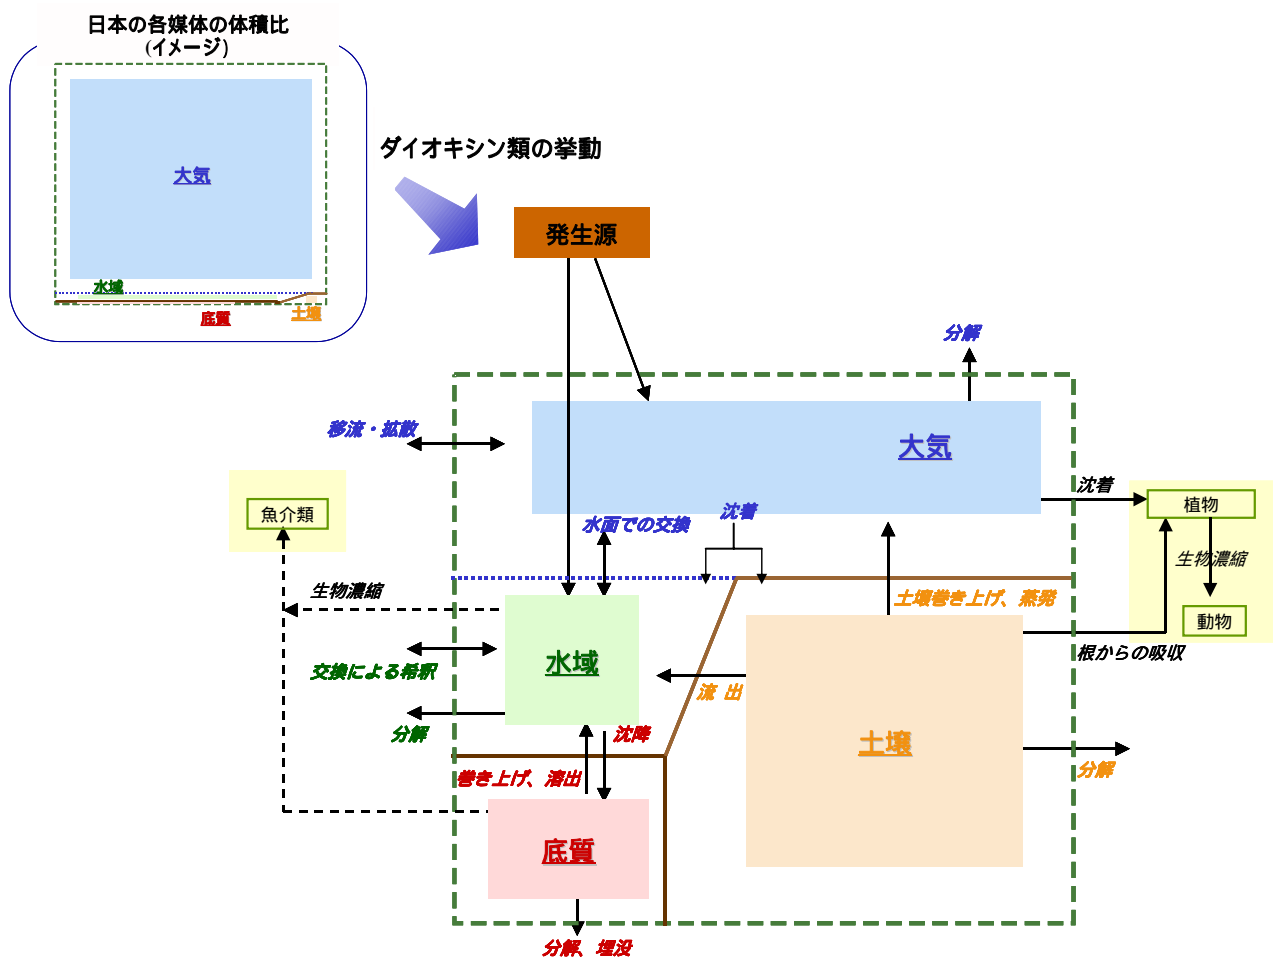 日本の各媒体の体積比
(イメージ)
大気
水域
底質
土壌
ダイオキシン類の挙動
発生源
分解
移流・拡散
大気
沈着
植物
魚介類
水面での交換
沈着
生物濃縮
生物濃縮
土壌巻き上げ、蒸発
動物
交換による希釈
水域
根からの吸収
流 出
分解
沈降
土壌
巻き上げ、溶出
分解
底質
分解、埋没